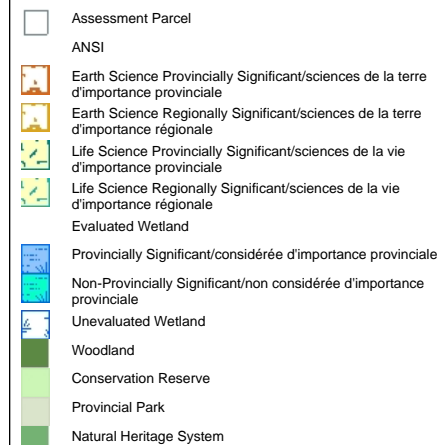 Assessment Parcel
ANSI
Earth Science Provincially Significant/sciences de la terre
d'importance provinciale
Earth Science Regionally Significant/sciences de la terre
d'importance régionale
Life Science Provincially Significant/sciences de la vie
d'importance provinciale
Life Science Regionally Significant/sciences de la vie
d'importance régionale
Evaluated Wetland
Provincially Significant/considérée d'importance provinciale
Non-Provincially Significant/non considérée d'importance
provinciale
Unevaluated Wetland
Woodland
Conservation Reserve
Provincial Park
Natural Heritage System